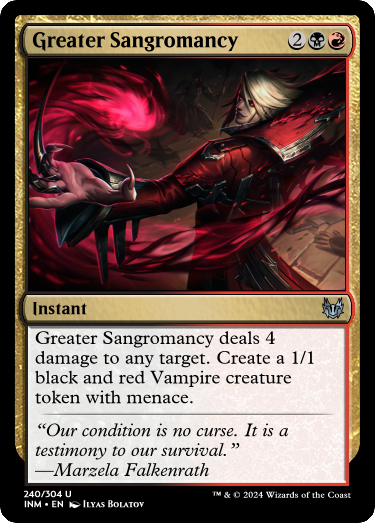 Greater Sangromancy 2
Instant
Greater Sangromancy deals 4
damage to any target. Create a 1/1
black and red Vampire creature
token with menace.
“Our condition is no curse. It is a
testimony to our survival.”
—Marzela Falkenrath
240/304 U
INM • EN Ilyas Bolatov
™ & © 2024 Wizards of the Coast